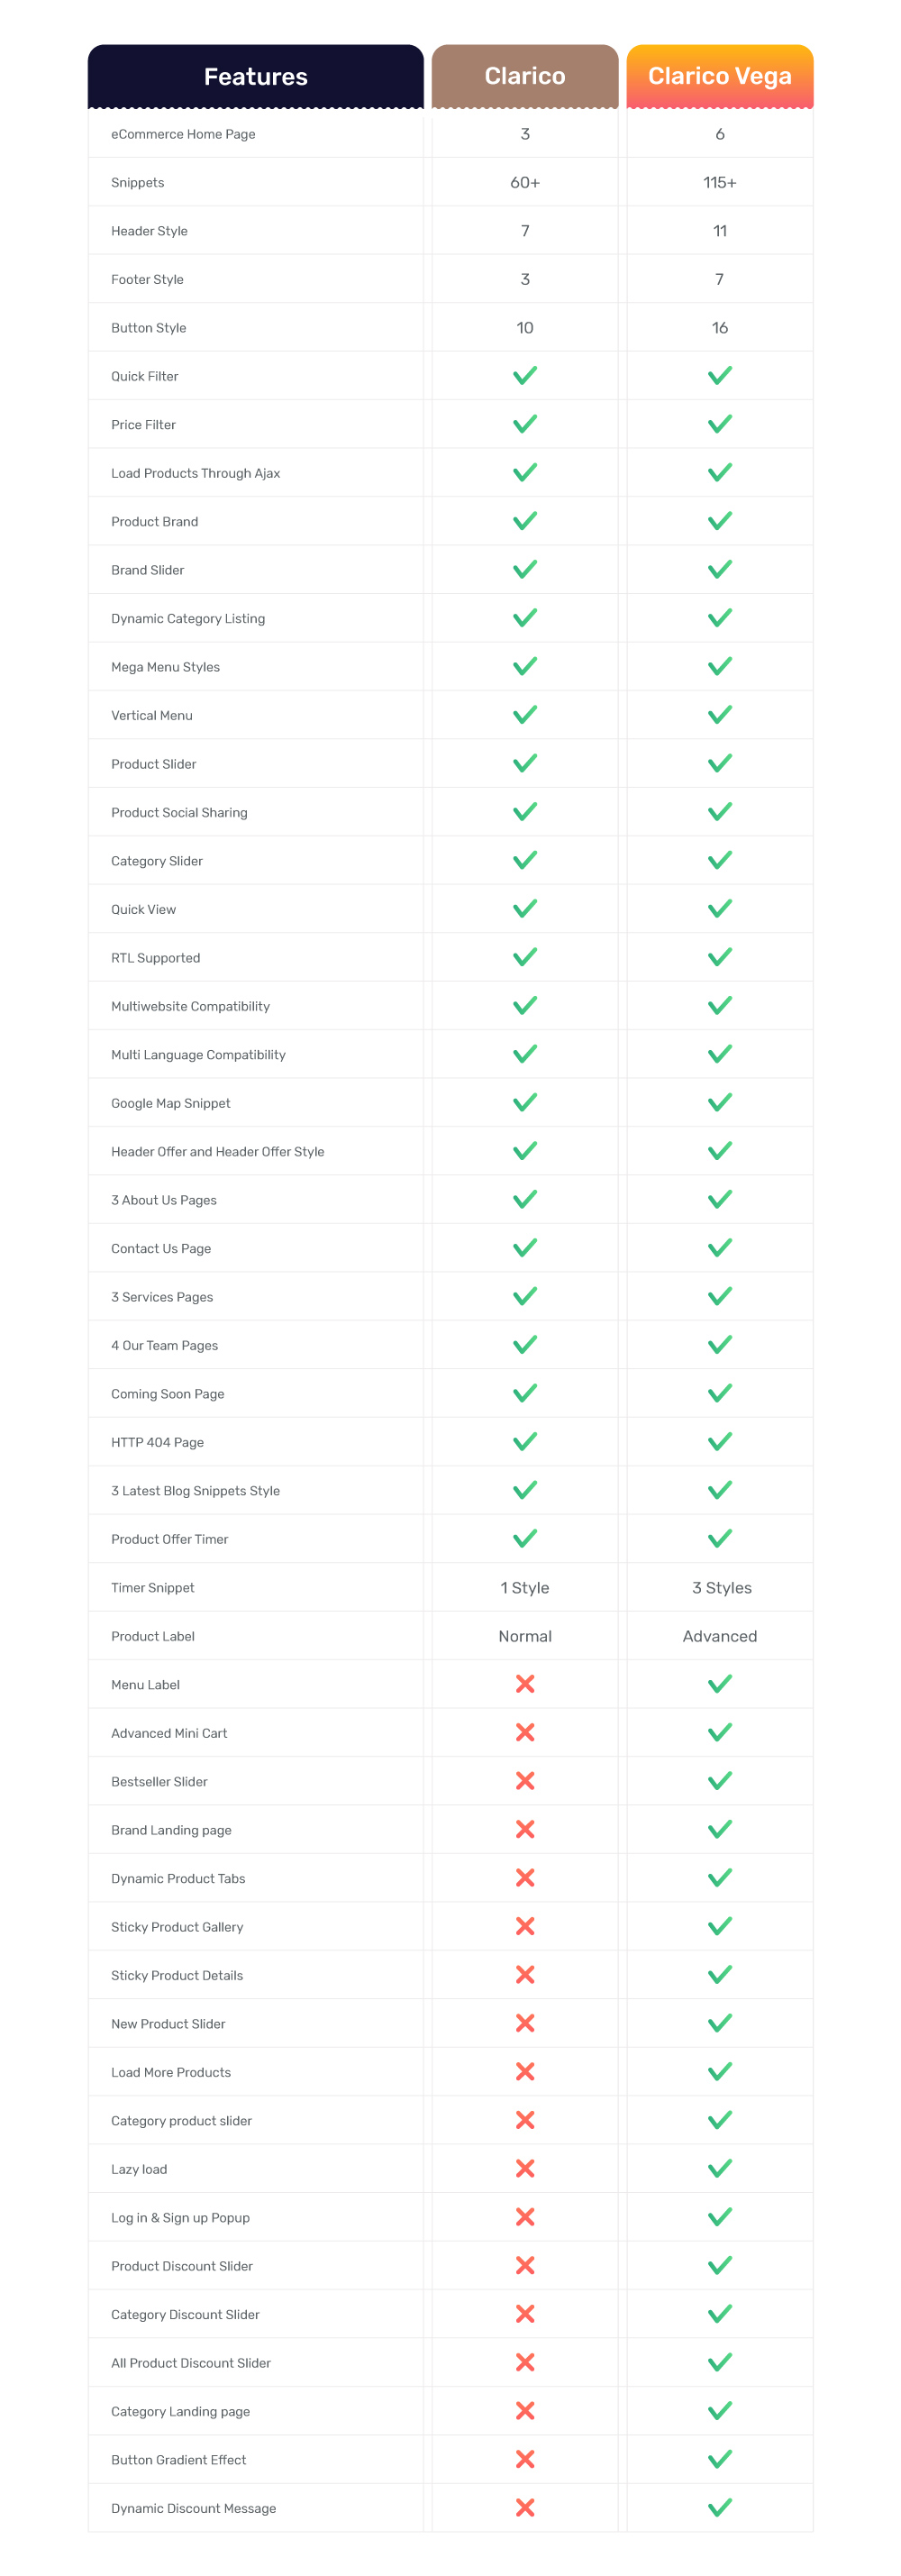 Features Clarico Clarico Vega
eCommerce Home Page 3 6
Snippets 60+ 115+
Header Style 7 11
Footer Style 3 7
Button Style 10 16
Quick Filter
Price Filter
Load Products Through Ajax
Product Brand
Brand Slider
Dynamic Category Listing
Mega Menu Styles
Vertical Menu
Product Slider
Product Social Sharing
Category Slider
Quick View
RTL Supported
Multiwebsite Compatibility
Multi Language Compatibility
Google Map Snippet
Header Offer and Header Offer Style
3 About Us Pages
Contact Us Page
3 Services Pages
4 Our Team Pages
Coming Soon Page
HTTP 404 Page
3 Latest Blog Snippets Style
Product Offer Timer
Timer Snippet 1 Style 3 Styles
Product Label Normal Advanced
Menu Label
Advanced Mini Cart
Bestseller Slider
Brand Landing page
Dynamic Product Tabs
Sticky Product Gallery
Sticky Product Details
New Product Slider
Load More Products
Category product slider
Lazy load
Log in & Sign up Popup
Product Discount Slider
Category Discount Slider
All Product Discount Slider
Category Landing page
Button Gradient Effect
Dynamic Discount Message